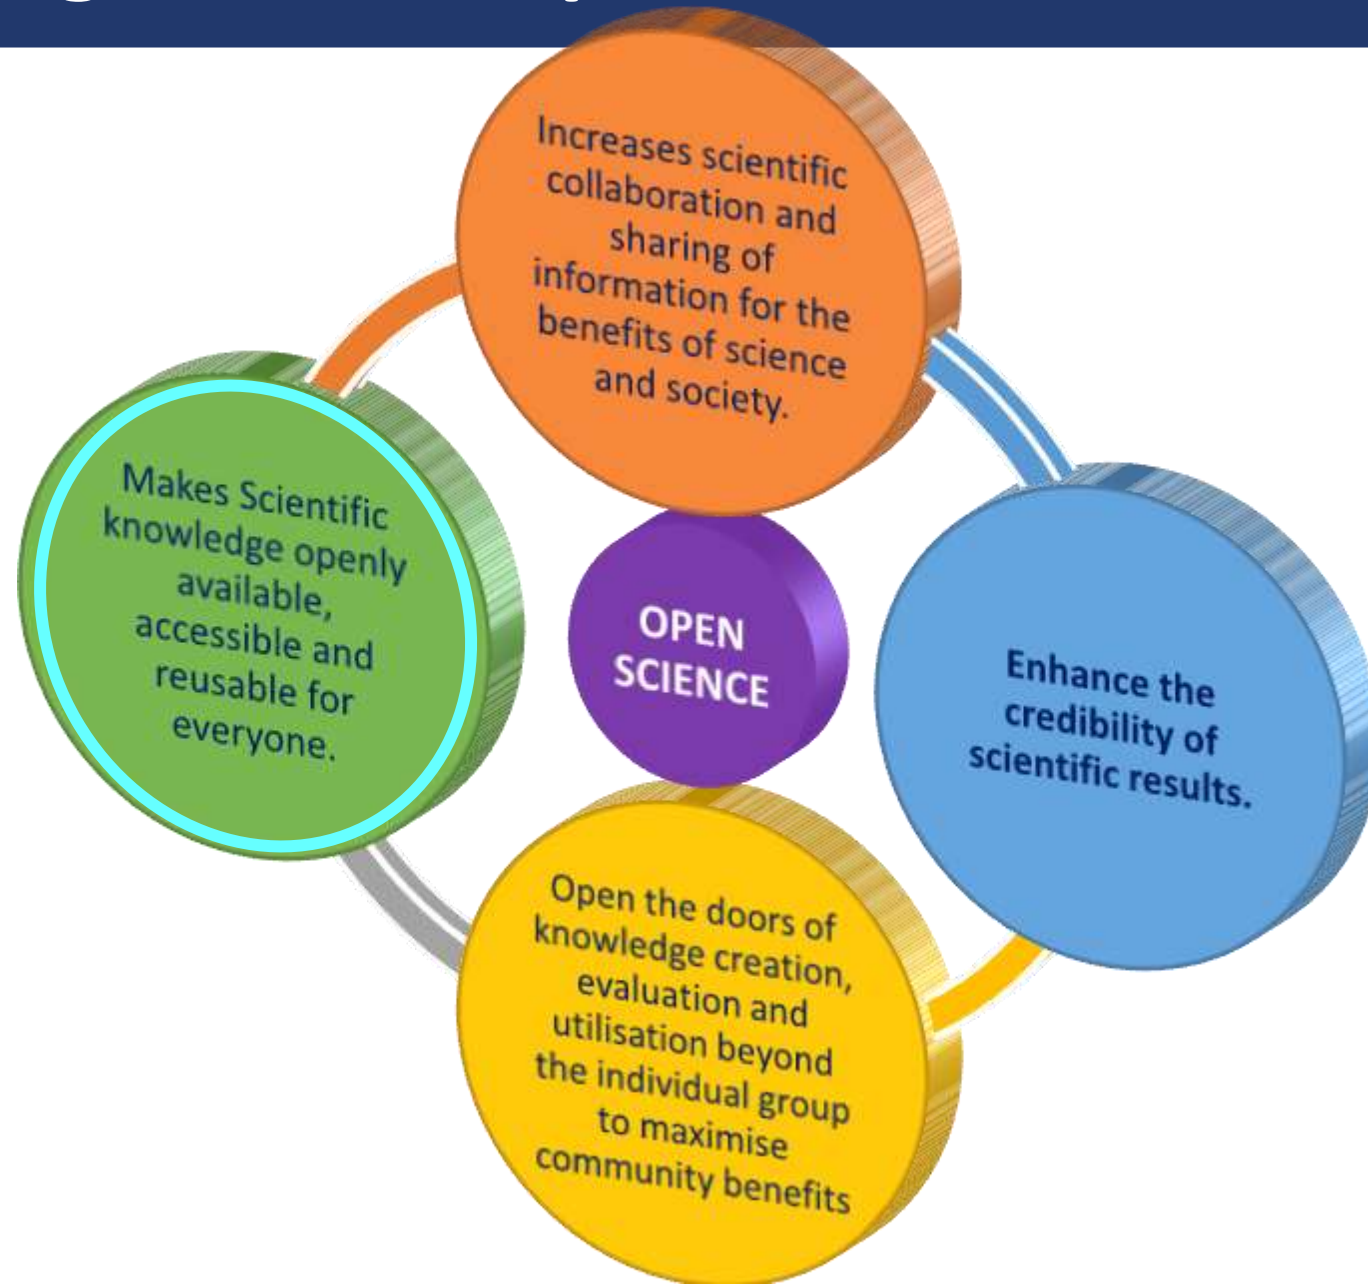 Increases scientific
collaboration and
sharing of
information for the
benefits of science
and society.
Makes Scientific
knowledge openly
available,
accessible and
reusable for
everyone.
OPEN
SCIENCE
Enhance the
credibility of
scientific results.
Open the doors of
knowledge creation,
evaluation and
utilisation beyond
the individual group
to maximise
community benefits